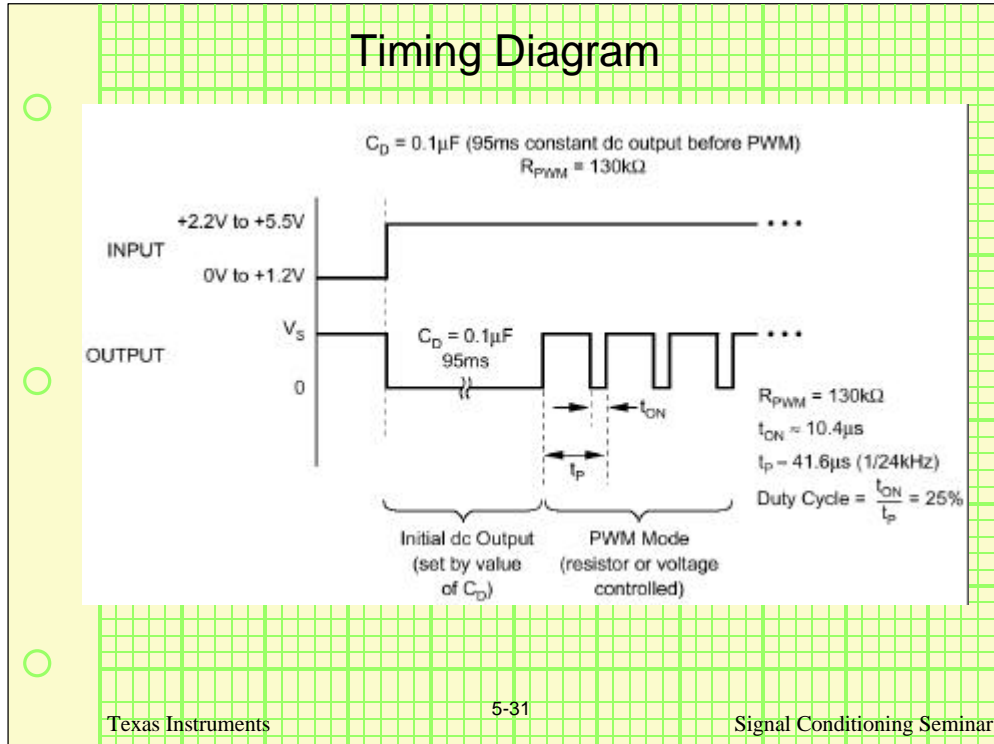 Timing Diagram
C_D = 0.1µF (95ms constant dc output before PWM)
R_PWM = 130kΩ
+2.2V to +5.5V
INPUT
0V to +1.2V
V_S
OUTPUT
0
C_D = 0.1µF
95ms
t_ON
t_P
R_PWM = 130kΩ
t_ON ≈ 10.4µs
t_P ≈ 41.6µs (1/24kHz)
Duty Cycle = t_ON / t_P = 25%
Initial dc Output
(set by value
of C_D)
PWM Mode
(resistor or voltage
controlled)
Texas Instruments
5-31
Signal Conditioning Seminar